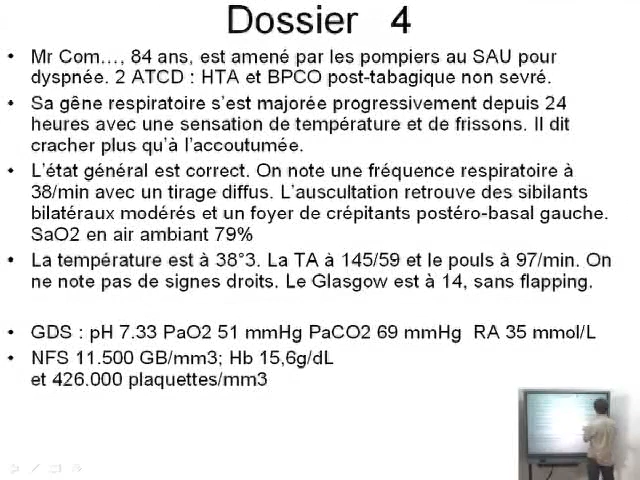 Dossier 4
• Mr Com…, 84 ans, est amené par les pompiers au SAU pour
dyspnée. 2 ATCD : HTA et BPCO post-tabagique non sevré.
• Sa gêne respiratoire s'est majorée progressivement depuis 24
heures avec une sensation de température et de frissons. Il dit
cracher plus qu'à l'accoutumée.
• L'état général est correct. On note une fréquence respiratoire à
38/min avec un tirage diffus. L'auscultation retrouve des sibilants
bilatéraux modérés et un foyer de crépitants postéro-basal gauche.
SaO2 en air ambiant 79%
• La température est à 38°3. La TA à 145/59 et le pouls à 97/min. On
ne note pas de signes droits. Le Glasgow est à 14, sans flapping.
• GDS : pH 7.33 PaO2 51 mmHg PaCO2 69 mmHg RA 35 mmol/L
• NFS 11.500 GB/mm3; Hb 15,6g/dL
et 426.000 plaquettes/mm3